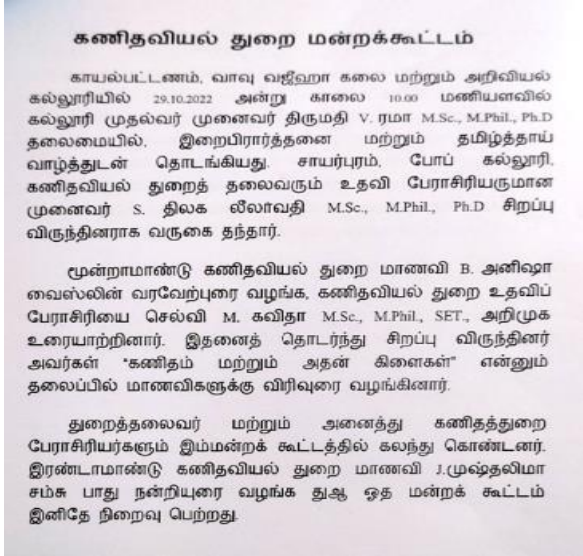 கணிதவியல் துறை மன்றக்கூட்டம்
காயல்பட்டணம், வாவு வஜீஹா கலை மற்றும் அறிவியல்
கல்லூரியில் 29.10.2022 அன்று காலை 10.00 மணியளவில்
கல்லூரி முதல்வர் முனைவர் திருமதி V. ரமா M.Sc., M.Phil., Ph.D
தலைமையில், இறைபிரார்த்தனை மற்றும் தமிழ்த்தாய்
வாழ்த்துடன் தொடங்கியது. சாயர்புரம், போப் கல்லூரி,
கணிதவியல் துறைத் தலைவரும் உதவி பேராசிரியருமான
முனைவர் S. திலக லீலாவதி M.Sc., M.Phil., Ph.D சிறப்பு
விருந்தினராக வருகை தந்தார்.
மூன்றாமாண்டு கணிதவியல் துறை மாணவி B. அனிஷா
வைஸ்லின் வரவேற்புரை வழங்க, கணிதவியல் துறை உதவிப்
பேராசிரியை செல்வி M. கவிதா M.Sc., M.Phil., SET., அறிமுக
உரையாற்றினார். இதனைத் தொடர்ந்து சிறப்பு விருந்தினர்
அவர்கள் "கணிதம் மற்றும் அதன் கிளைகள்" என்னும்
தலைப்பில் மாணவிகளுக்கு விரிவுரை வழங்கினார்.
துறைத்தலைவர் மற்றும் அனைத்து கணிதத்துறை
பேராசிரியர்களும் இம்மன்றக் கூட்டத்தில் கலந்து கொண்டனர்.
இரண்டாமாண்டு கணிதவியல் துறை மாணவி J.முஷ்தலிமா
சம்சு பாது நன்றியுரை வழங்க துஆ ஓத மன்றக் கூட்டம்
இனிதே நிறைவு பெற்றது.